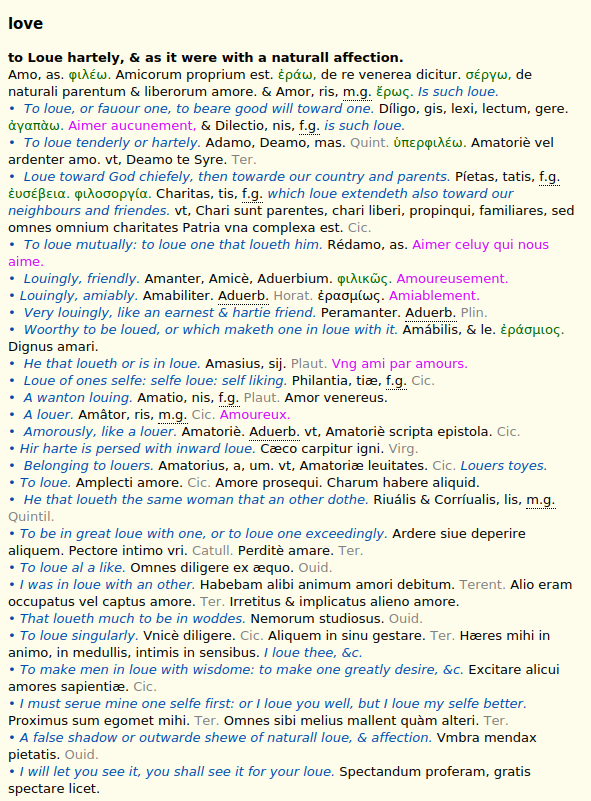 love
to Loue hartely, & as it were with a naturall affection.
Amo, as. φιλέω. Amicorum proprium est. ἐράω, de re venerea dicitur. σέργω, de
naturali parentum & liberorum amore. & Amor, ris, m.g. ἔρως. Is such loue.
• To loue, or fauour one, to beare good will toward one. Díligo, gis, lexi, lectum, gere.
ἀγαπὰω. Aimer aucunement, & Dilectio, nis, f.g. is such loue.
• To loue tenderly or hartely. Adamo, Deamo, mas. Quint. ὑπερφιλέω. Amatoriè vel
ardenter amo. vt, Deamo te Syre. Ter.
• Loue toward God chiefely, then towarde our country and parents. Píetas, tatis, f.g.
ἐυσέβεια. φιλοσοργία. Charitas, tis, f.g. which loue extendeth also toward our
neighbours and friendes. vt, Chari sunt parentes, chari liberi, propinqui, familiares, sed
omnes omnium charitates Patria vna complexa est. Cic.
• To loue mutually: to loue one that loueth him. Rédamo, as. Aimer celuy qui nous
aime.
• Louingly, friendly. Amanter, Amicè, Aduerbium. φιλικῶς. Amoureusement.
• Louingly, amiably. Amabiliter. Aduerb. Horat. ἐρασμίως. Amiablement.
• Very louingly, like an earnest & hartie friend. Peramanter. Aduerb. Plin.
• Woorthy to be loued, or which maketh one in loue with it. Amábilis, & le. ἐράσμιος.
Dignus amari.
• He that loueth or is in loue. Amasius, sij. Plaut. Vng ami par amours.
• Loue of ones selfe: selfe loue: self liking. Philantia, tiæ, f.g. Cic.
• A wanton louing. Amatio, nis, f.g. Plaut. Amor venereus.
• A louer. Amâtor, ris, m.g. Cic. Amoureux.
• Amorously, like a louer. Amatoriè. Aduerb. vt, Amatoriè scripta epistola. Cic.
• Hir harte is persed with inward loue. Cæco carpitur igni. Virg.
• Belonging to louers. Amatorius, a, um. vt, Amatoriæ leuitates. Cic. Louers toyes.
• To loue. Amplecti amore. Cic. Amore prosequi. Charum habere aliquid.
• He that loueth the same woman that an other dothe. Riuális & Corríualis, lis, m.g.
Quintil.
• To be in great loue with one, or to loue one exceedingly. Ardere siue deperire
aliquem. Pectore intimo vri. Catull. Perditè amare. Ter.
• To loue al a like. Omnes diligere ex æquo. Ouid.
• I was in loue with an other. Habebam alibi animum amori debitum. Terent. Alio eram
occupatus vel captus amore. Ter. Irretitus & implicatus alieno amore.
• That loueth much to be in woddes. Nemorum studiosus. Ouid.
• To loue singularly. Vnicè diligere. Cic. Aliquem in sinu gestare. Ter. Hæres mihi in
animo, in medullis, intimis in sensibus. I loue thee, &c.
• To make men in loue with wisdome: to make one greatly desire, &c. Excitare alicui
amores sapientiæ. Cic.
• I must serue mine one selfe first: or I loue you well, but I loue my selfe better.
Proximus sum egomet mihi. Ter. Omnes sibi melius mallent quàm alteri. Ter.
• A false shadow or outwarde shewe of naturall loue, & affection. Vmbra mendax
pietatis. Ouid.
• I will let you see it, you shall see it for your loue. Spectandum proferam, gratis
spectare licet.